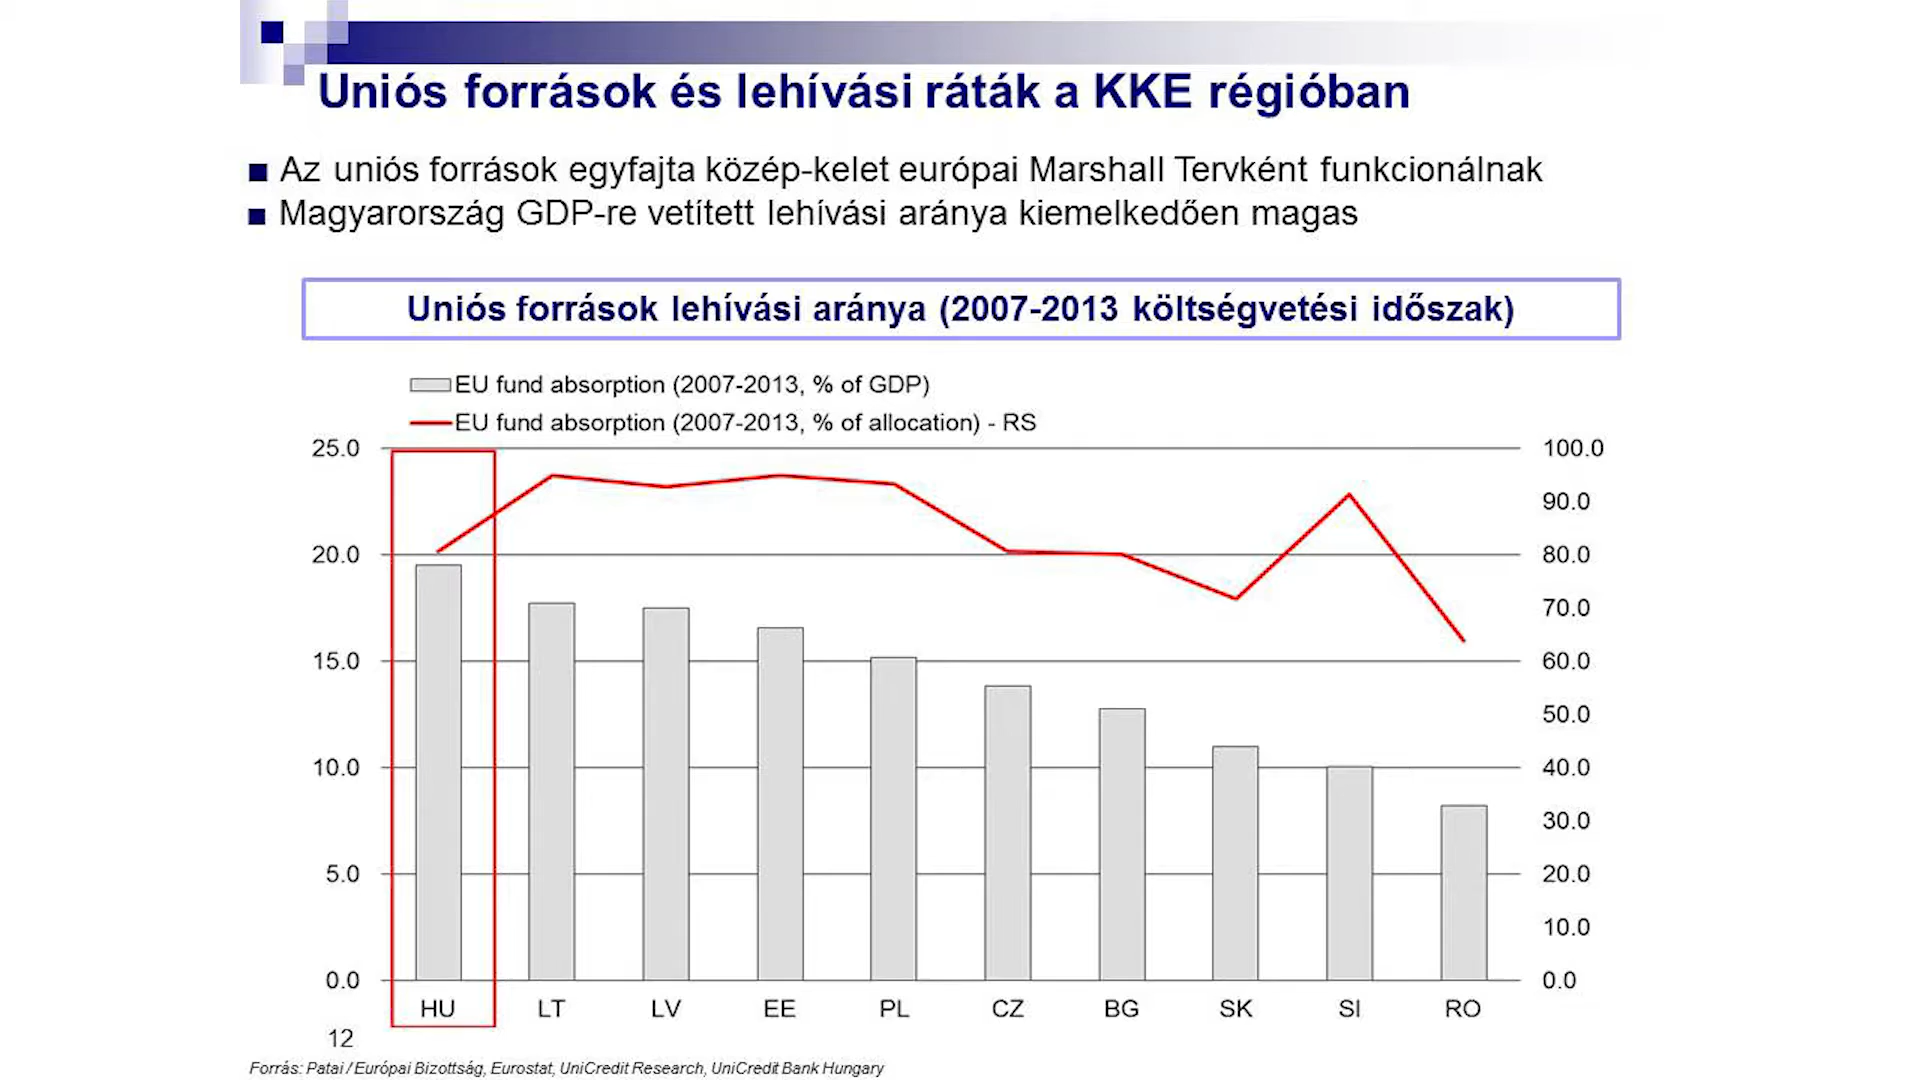 Uniós források és lehívási ráták a KKE régióban
Az uniós források egyfajta közép-kelet európai Marshall Tervként funkcionálnak
Magyarország GDP-re vetített lehívási aránya kiemelkedően magas
Uniós források lehívási aránya (2007-2013 költségvetési időszak)
EU fund absorption (2007-2013, % of GDP)
EU fund absorption (2007-2013, % of allocation) - RS
25.0 100.0
90.0
20.0 80.0
70.0
15.0 60.0
50.0
10.0 40.0
30.0
5.0 20.0
10.0
0.0 0.0
HU LT LV EE PL CZ BG SK SI RO
12
Forrás: Patai / Európai Bizottság, Eurostat, UniCredit Research, UniCredit Bank Hungary